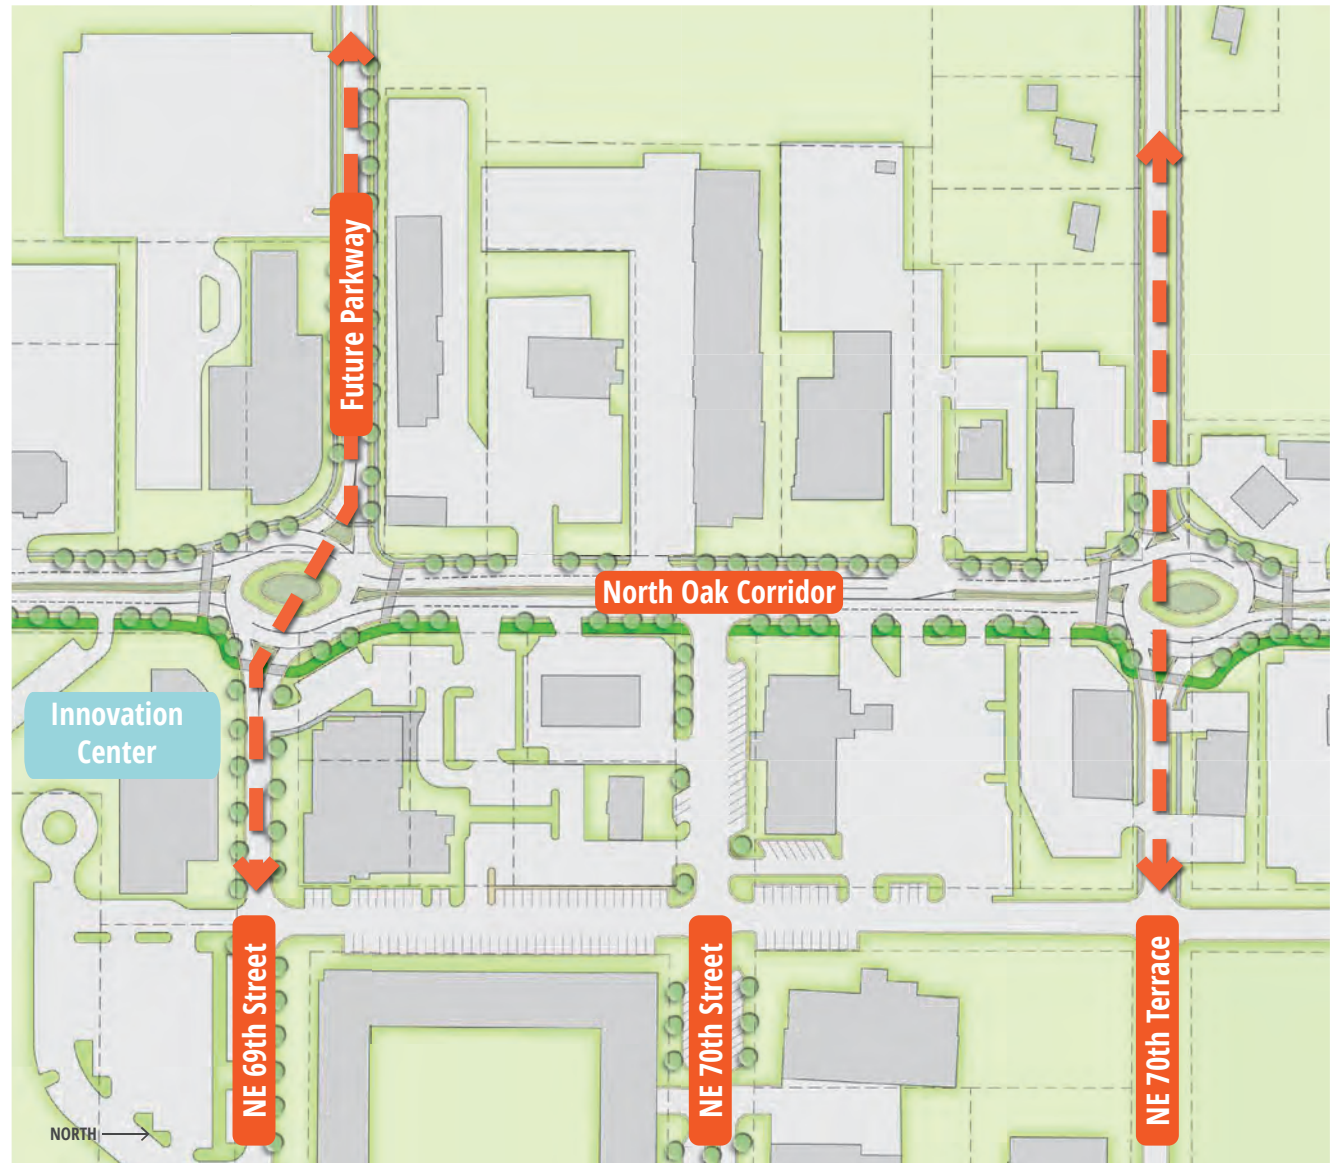 Future Parkway
North Oak Corridor
Innovation
Center
NE 69th Street
NE 70th Street
NE 70th Terrace
NORTH